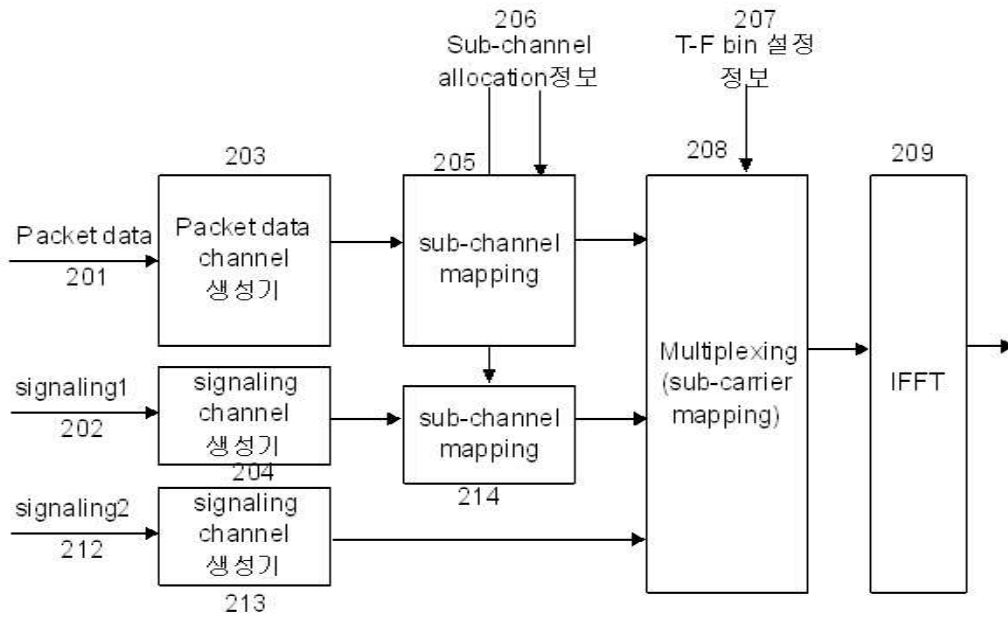 206
Sub-channel
allocation정보
207
T-F bin 설정
정보
203
205
208
209
Packet data
201
Packet data
channel
생성기
sub-channel
mapping
Multiplexing
(sub-carrier
mapping)
IFFT
signaling1
202
signaling
channel
생성기
204
sub-channel
mapping
214
signaling2
212
signaling
channel
생성기
213